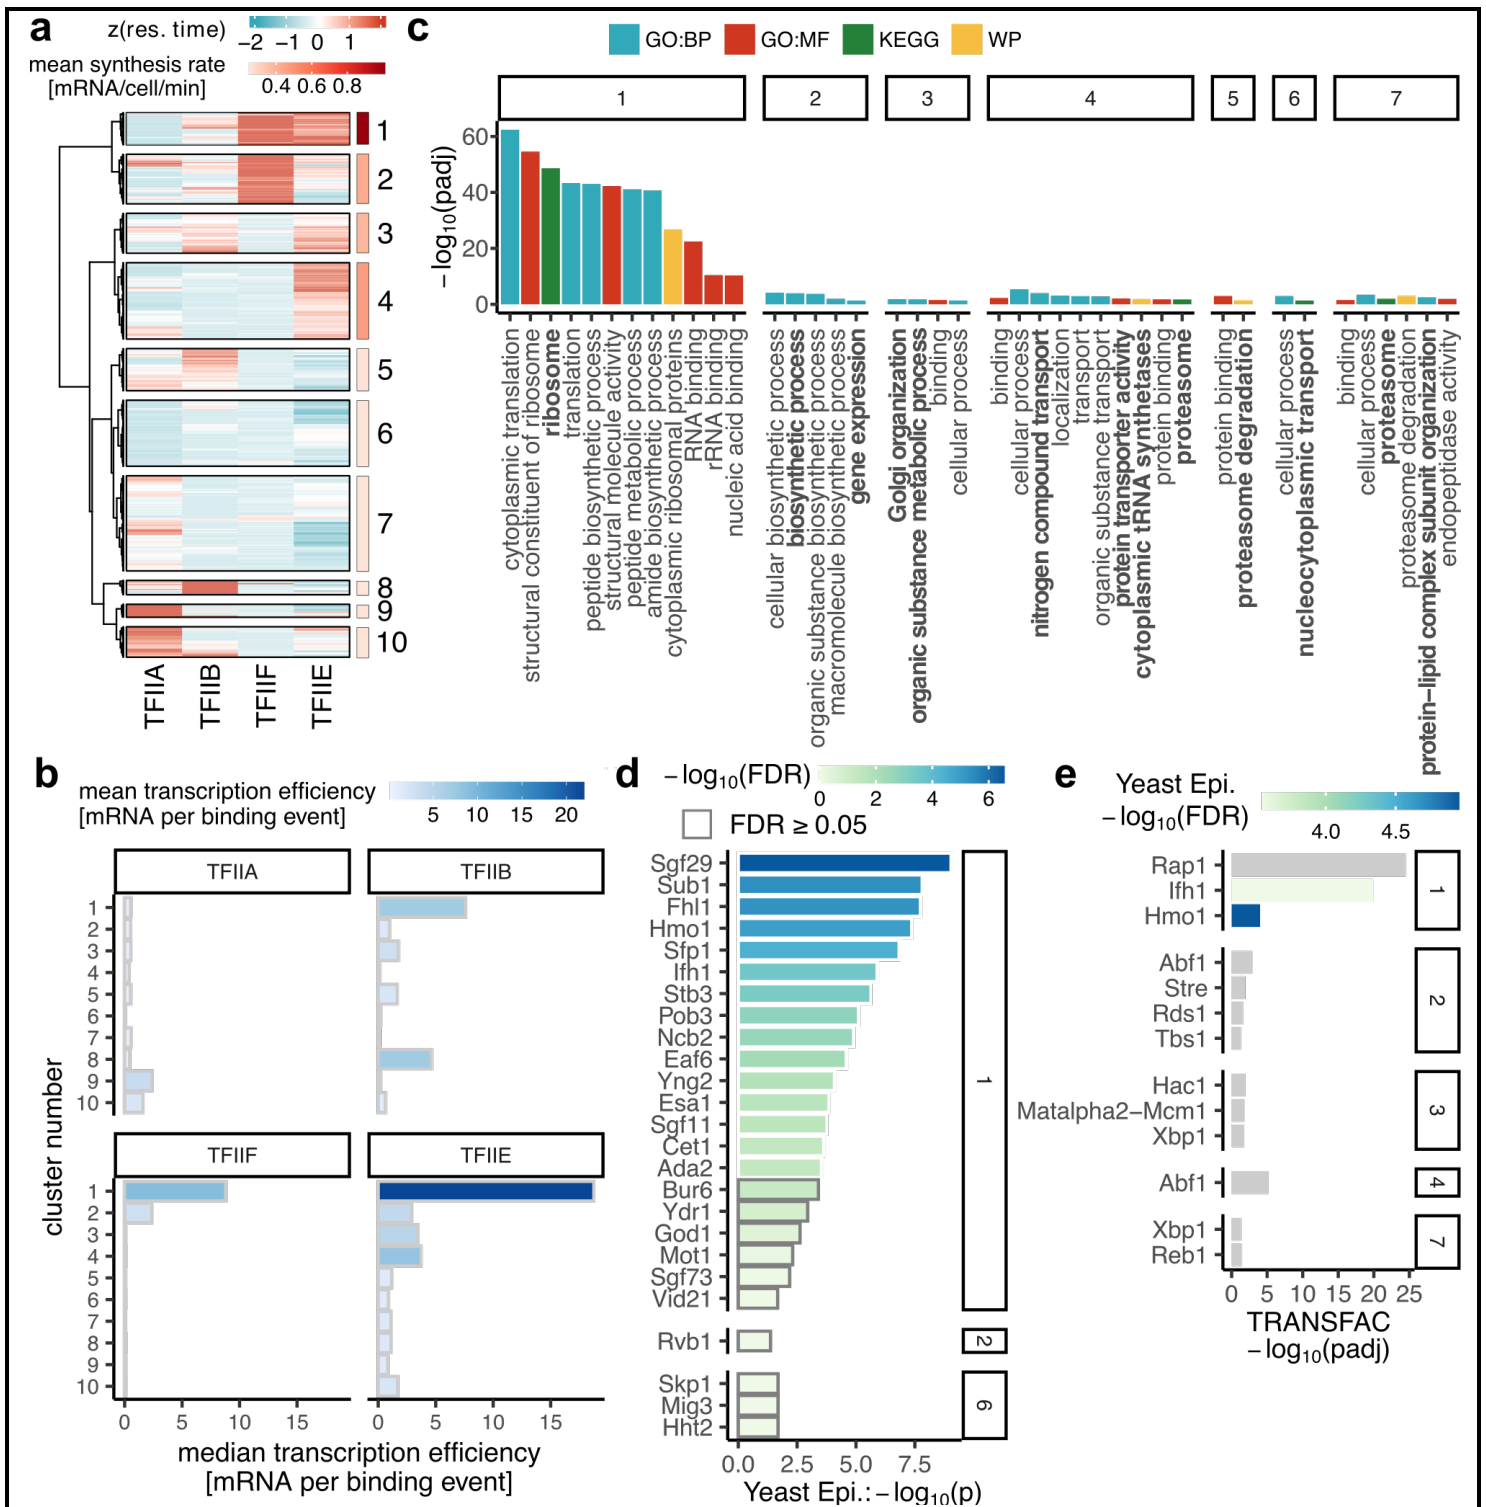 a
z(res. time)
−2 −1 0 1
mean synthesis rate
[mRNA/cell/min]
0.4 0.6 0.8
1
2
3
4
5
6
7
8
9
10
TFIIA
TFIIB
TFIIF
TFIIE
c
GO:BP GO:MF KEGG WP
1 2 3 4 5 6 7
−log10(padj)
60
40
20
0
cytoplasmic translation
structural constituent of ribosome
ribosome
translation
peptide biosynthetic process
structural molecule activity
peptide metabolic process
amide biosynthetic process
cytoplasmic ribosomal proteins
RNA binding
rRNA binding
nucleic acid binding
cellular biosynthetic process
biosynthetic process
organic substance biosynthetic process
macromolecule biosynthetic process
gene expression
Golgi organization
organic substance metabolic process
binding
cellular process
binding
cellular process
nitrogen compound transport
localization
transport
organic substance transport
protein transporter activity
cytoplasmic tRNA synthetases
protein binding
proteasome
protein binding
proteasome degradation
cellular process
nucleocytoplasmic transport
binding
cellular process
proteasome
proteasome degradation
protein−lipid complex subunit organization
endopeptidase activity
b
mean transcription efficiency
[mRNA per binding event]
5 10 15 20
TFIIA
TFIIB
1
2
3
4
5
6
7
8
9
10
cluster number
TFIIF
TFIIE
1
2
3
4
5
6
7
8
9
10
0 5 10 15
0 5 10 15
median transcription efficiency
[mRNA per binding event]
d
−log10(FDR)
0 2 4 6
FDR ≥ 0.05
Sgf29
Sub1
Fhl1
Hmo1
Sfp1
Ifh1
Stb3
Pob3
Ncb2
Eaf6
Yng2
Esa1
Sgf11
Cet1
Ada2
Bur6
Ydr1
God1
Mot1
Sgf73
Vid21
1
Rvb1
2
Skp1
Mig3
Hht2
6
0.0 2.5 5.0 7.5
Yeast Epi.: −log10(p)
e
Yeast Epi.
−log10(FDR)
4.0 4.5
Rap1
Ifh1
Hmo1
1
Abf1
Stre
Rds1
Tbs1
2
Hac1
Matalpha2−Mcm1
Xbp1
3
Abf1
4
Xbp1
Reb1
7
0 5 10 15 20 25
TRANSFAC
−log10(padj)